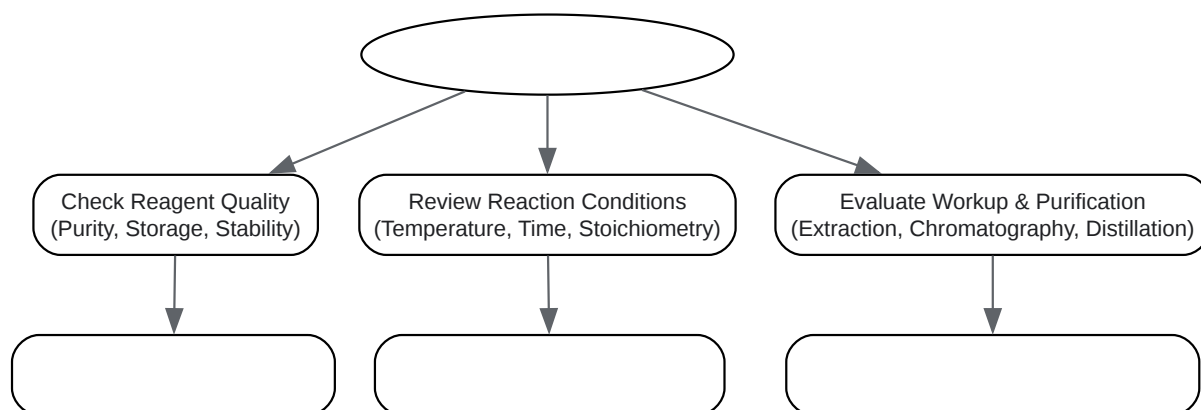 Check Reagent Quality
(Purity, Storage, Stability)
Review Reaction Conditions
(Temperature, Time, Stoichiometry)
Evaluate Workup & Purification
(Extraction, Chromatography, Distillation)